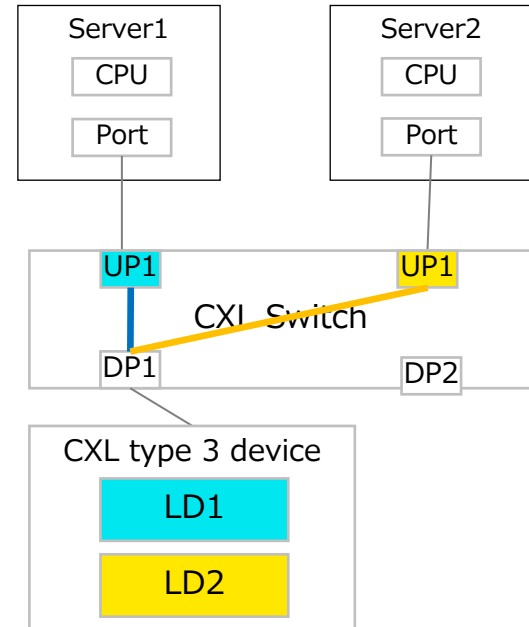 Server1
Server2
CPU
CPU
Port
Port
UP1
UP1
CXL Switch
DP1
DP2
CXL type 3 device
LD1
LD2